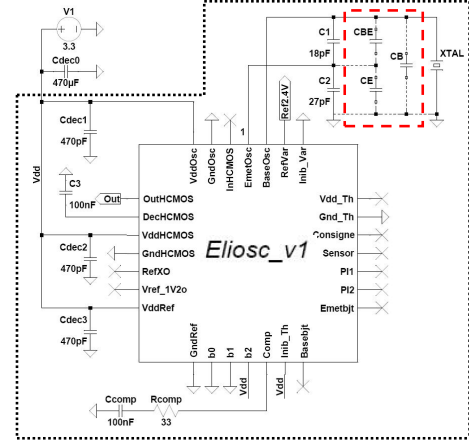 V1
3.3
Cdec0
470µF
C1
18pF
CBE
CB
XTAL
C2
27pF
CE
Ref2.4V
1
Cdec1
470pF
Vdd
C3
100nF
Out
VddOsc
GndOsc
InHCMOS
EmetOsc
BaseOsc
RefVar
Inib_Var
OutHCMOS
DecHCMOS
VddHCMOS
GndHCMOS
RefXO
Vref_1V2o
VddRef
Eliosc_v1
Vdd_Th
Gnd_Th
Consigne
Sensor
PI1
PI2
Emetbjt
Cdec2
470pF
Cdec3
470pF
GndRef
b0
b1
b2
Comp
Inib_Th
Basebjt
Vdd
Vdd
Ccomp
100nF
Rcomp
33